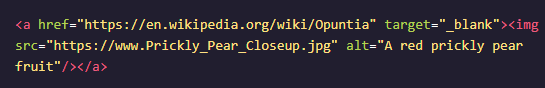 <a href="https://en.wikipedia.org/wiki/Opuntia" target="_blank"><img
src="https://www.Prickly_Pear_Closeup.jpg" alt="A red prickly pear
fruit"/></a>